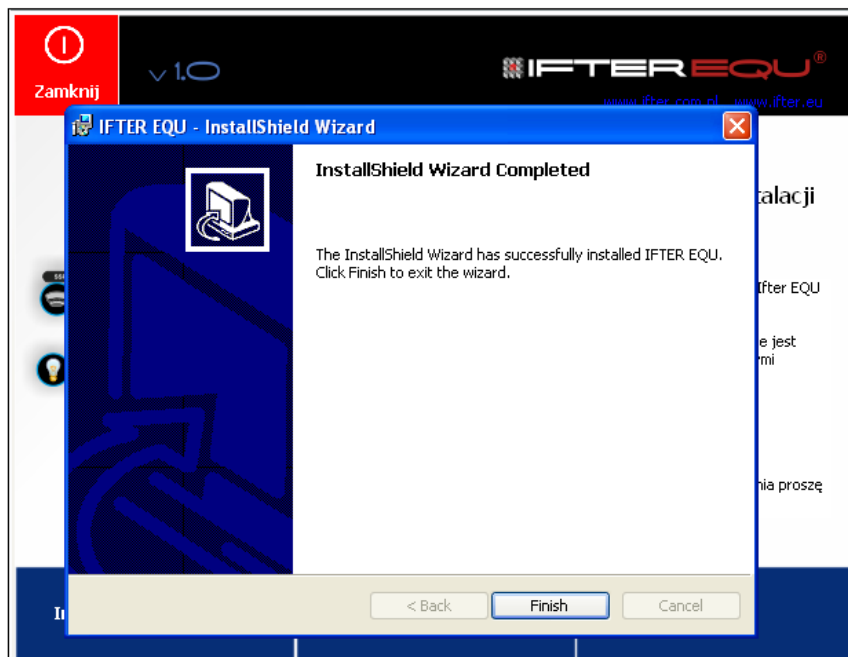 Zamknij
v 1.0
IFTER EQU®
www.ifter.com.pl www.ifter.eu
IFTER EQU - InstallShield Wizard
InstallShield Wizard Completed
The InstallShield Wizard has successfully installed IFTER EQU.
Click Finish to exit the wizard.
talacji
Ifter EQU
e jest
mi
nia proszę
< Back
Finish
Cancel